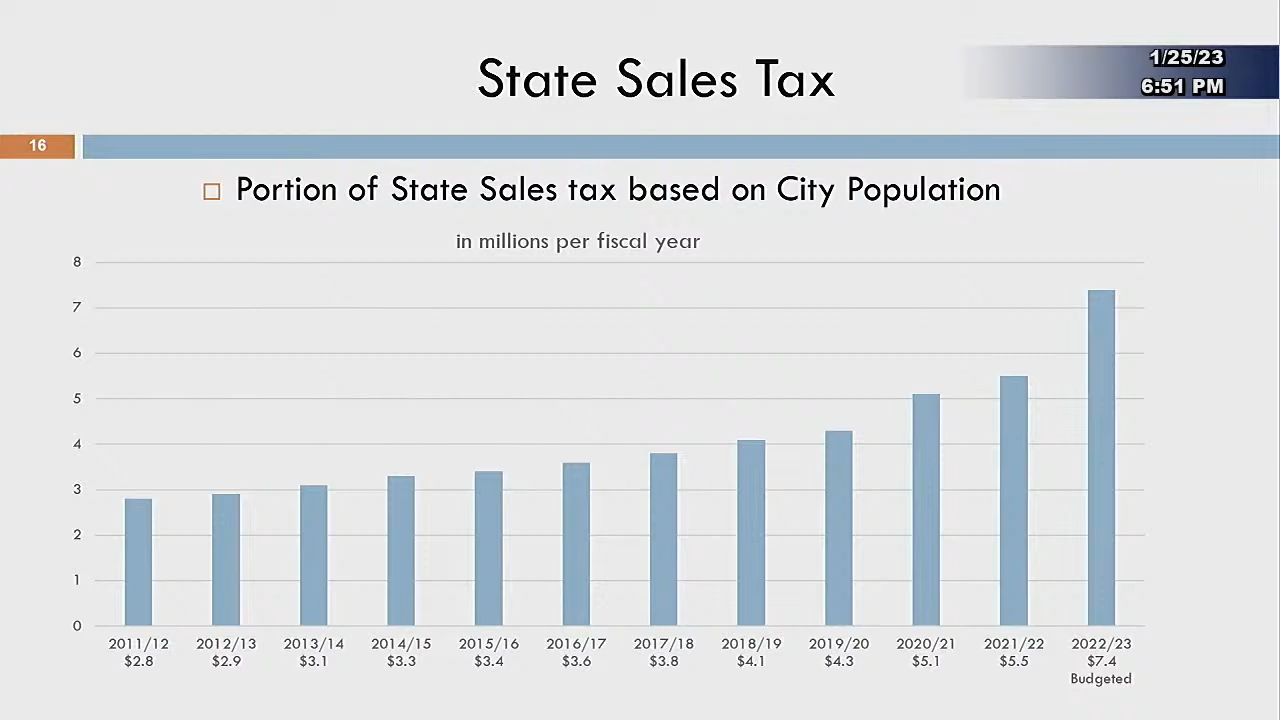 State Sales Tax
1/25/23
6:51 PM
16
Portion of State Sales tax based on City Population
in millions per fiscal year
8
7
6
5
4
3
2
1
0
2011/12 2012/13 2013/14 2014/15 2015/16 2016/17 2017/18 2018/19 2019/20 2020/21 2021/22 2022/23
$2.8 $2.9 $3.1 $3.3 $3.4 $3.6 $3.8 $4.1 $4.3 $5.1 $5.5 $7.4
Budgeted